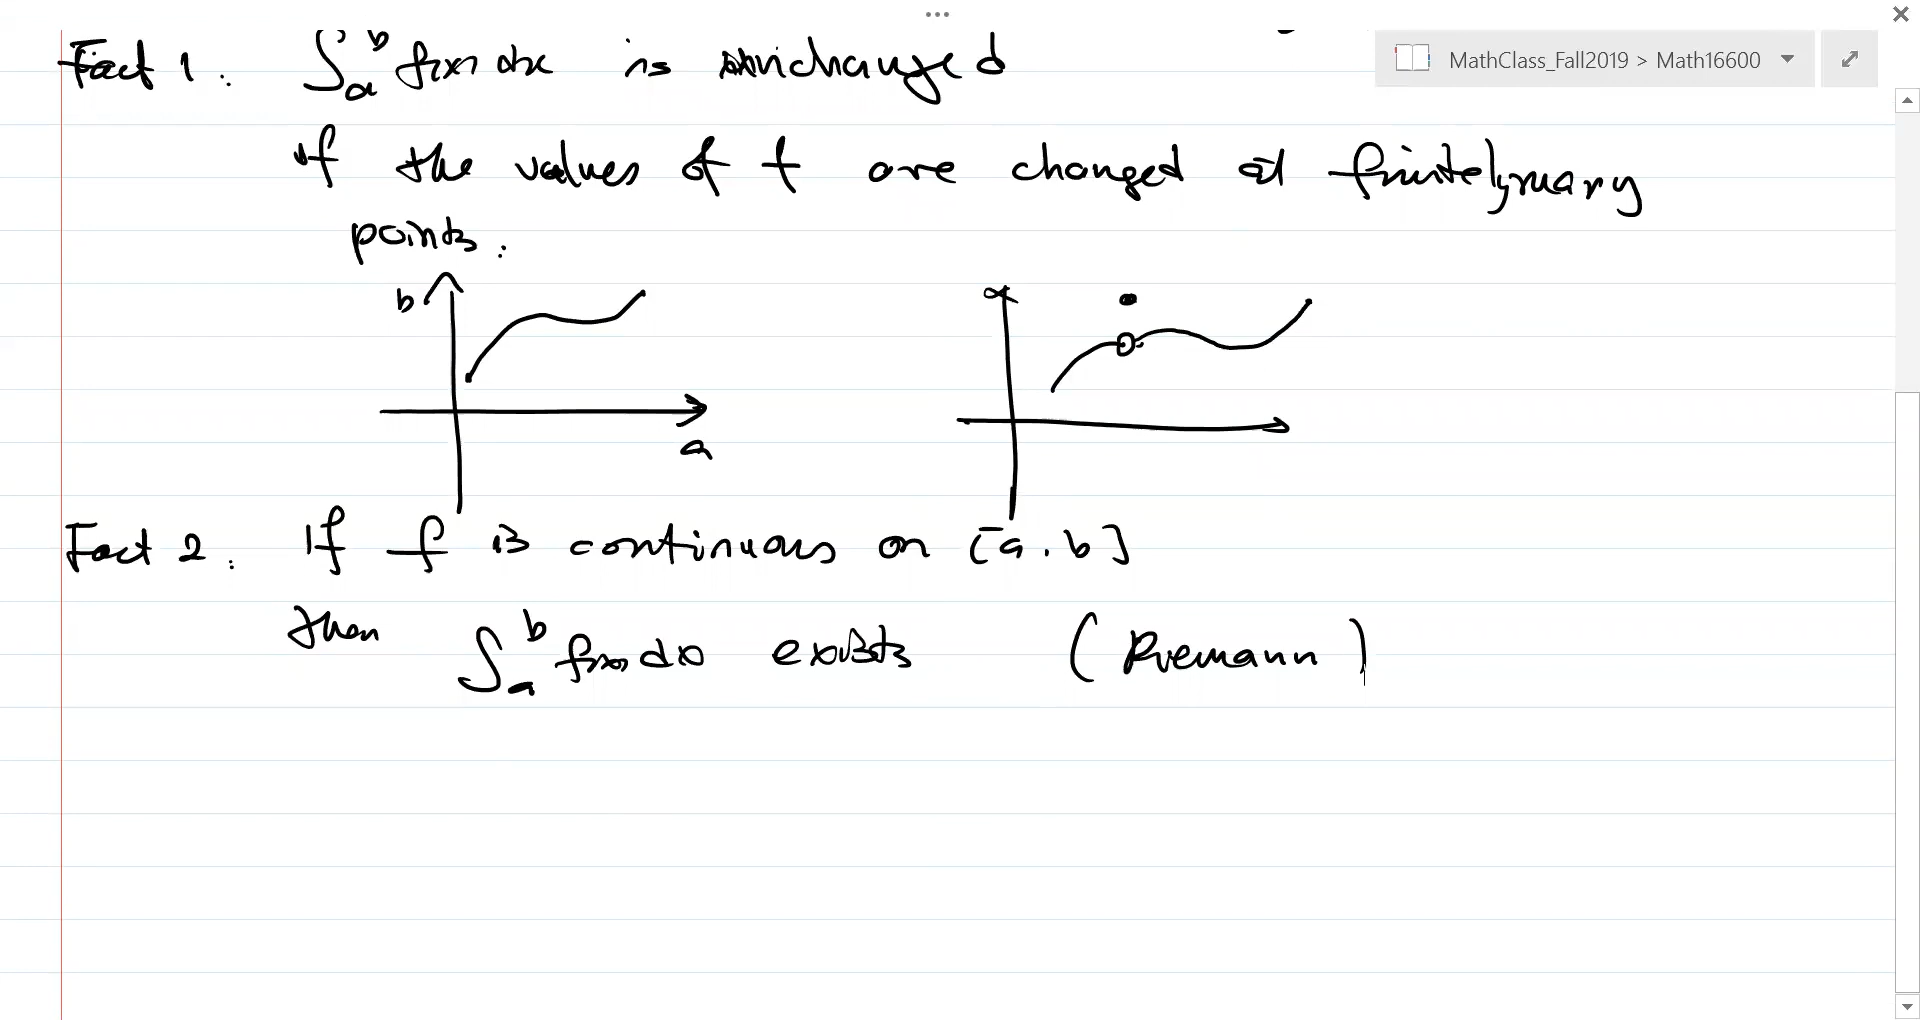 MathClass_Fall2019 > Math16600
Fact 1. ∫_a^b f(x) dx is unchanged
if the values of f are changed at finitely many
points.
b
a
Fact 2. If f is continuous on [a, b]
then ∫_a^b f(x) dx exists (Riemann)